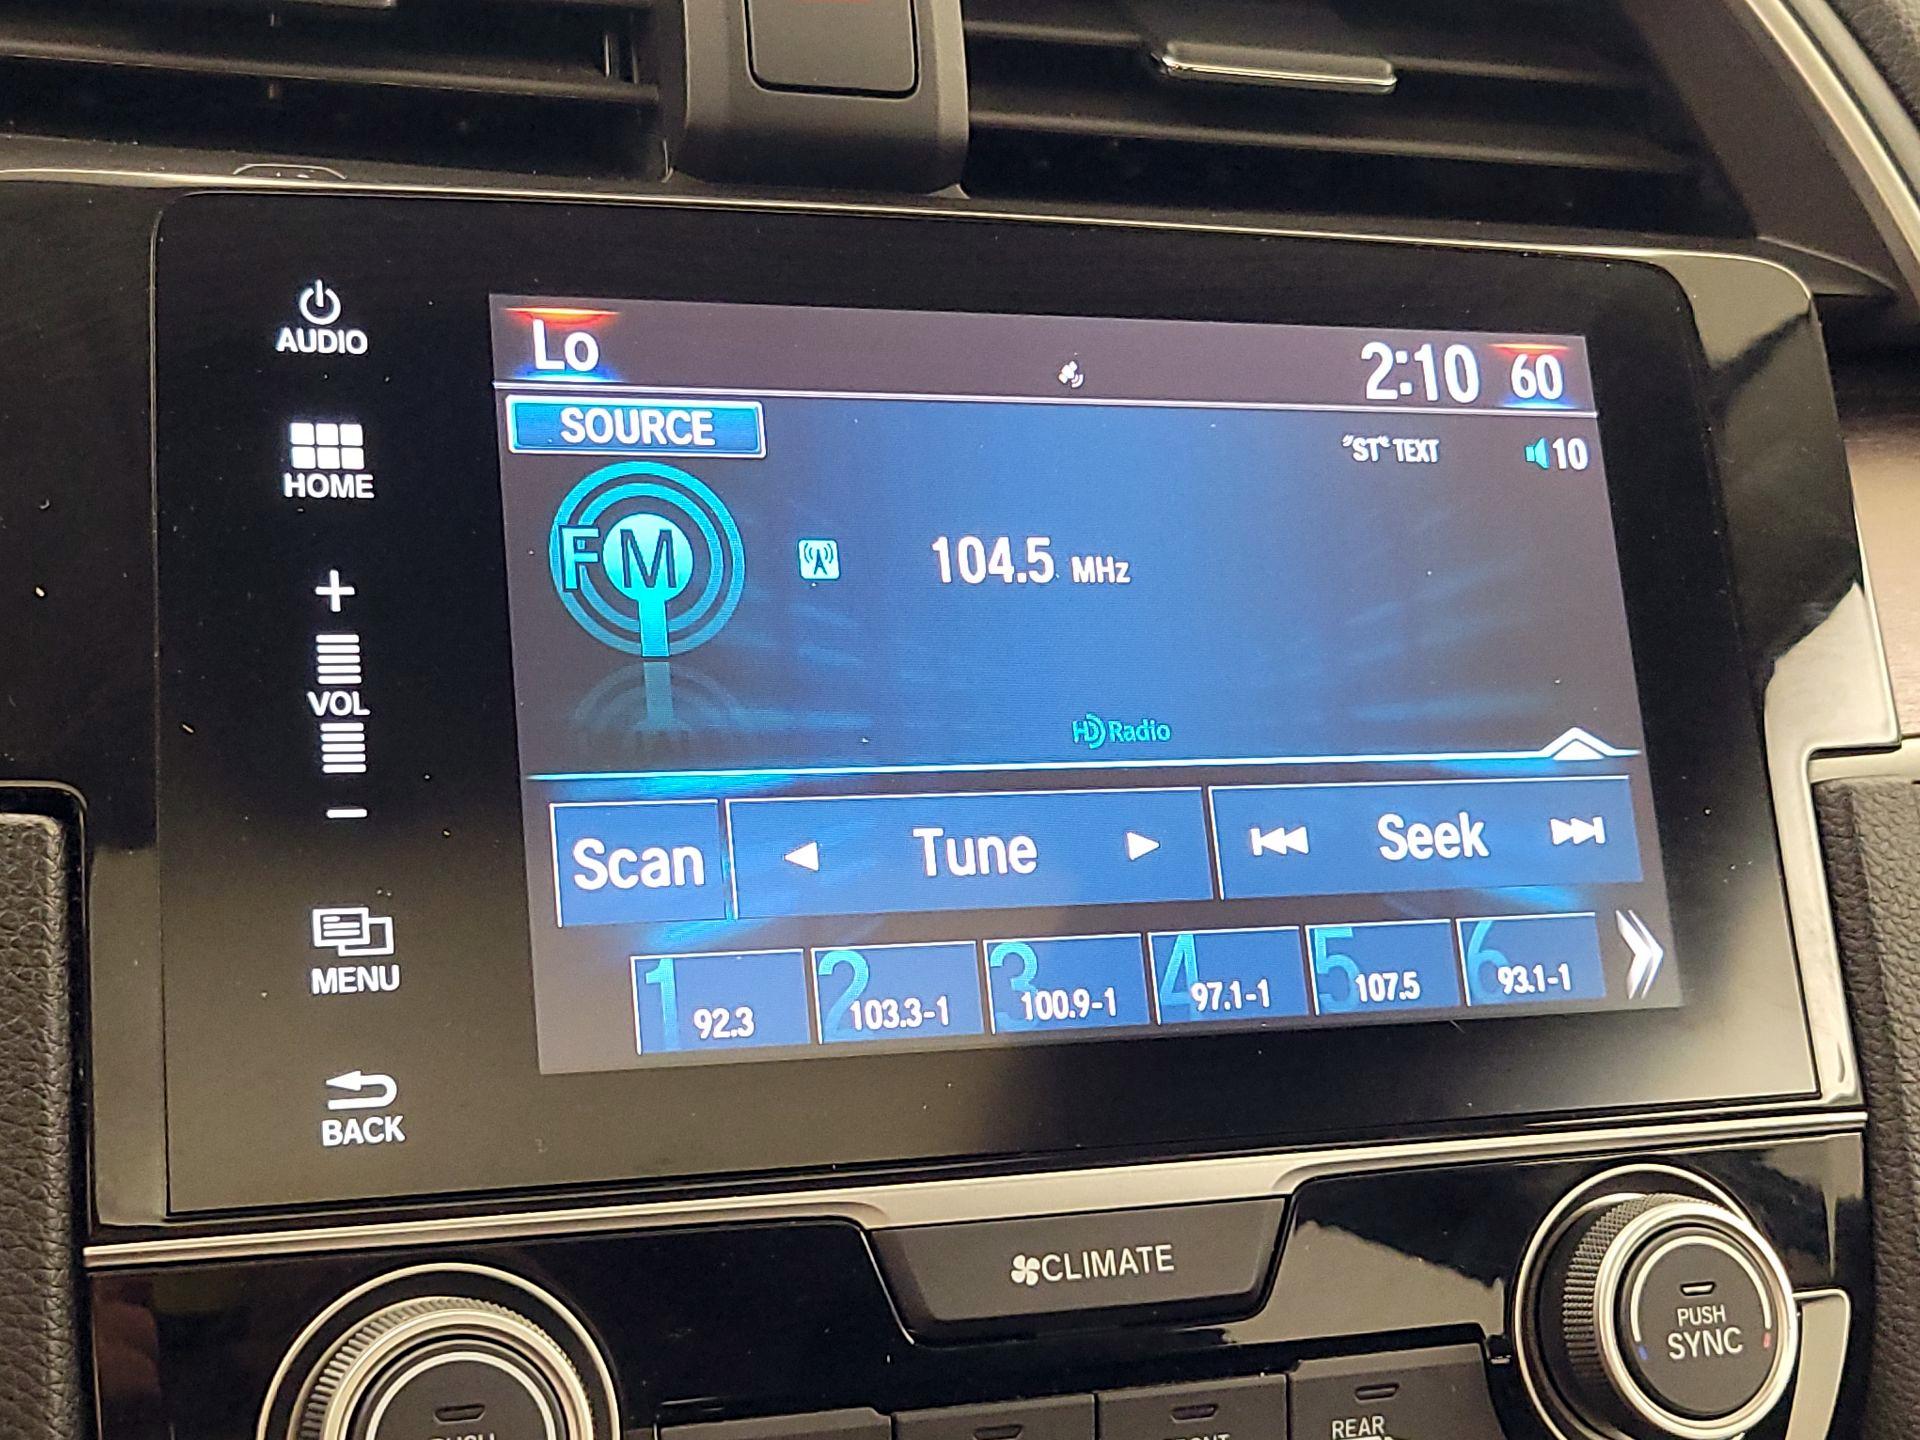 AUDIO
HOME
+
VOL
-
MENU
BACK
Lo
2:10 60
SOURCE
"ST" TEXT 10
FM
104.5 MHz
HD Radio
Scan
Tune
Seek
1 92.3
2 103.3-1
3 100.9-1
4 97.1-1
5 107.5
6 93.1-1
CLIMATE
PUSH
SYNC
REAR